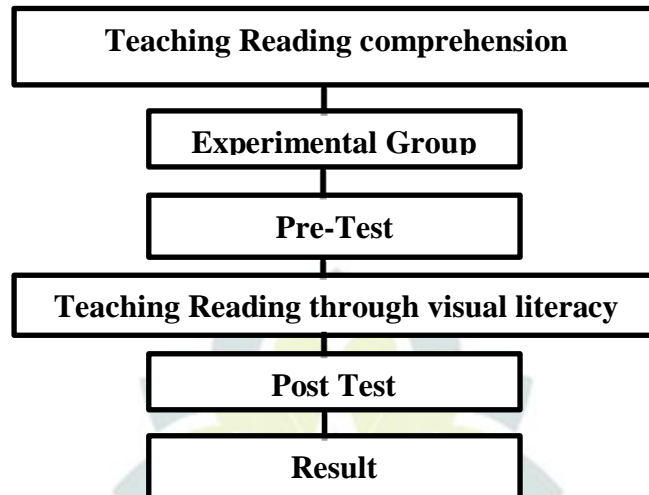 Teaching Reading comprehension
Experimental Group
Pre-Test
Teaching Reading through visual literacy
Post Test
Result